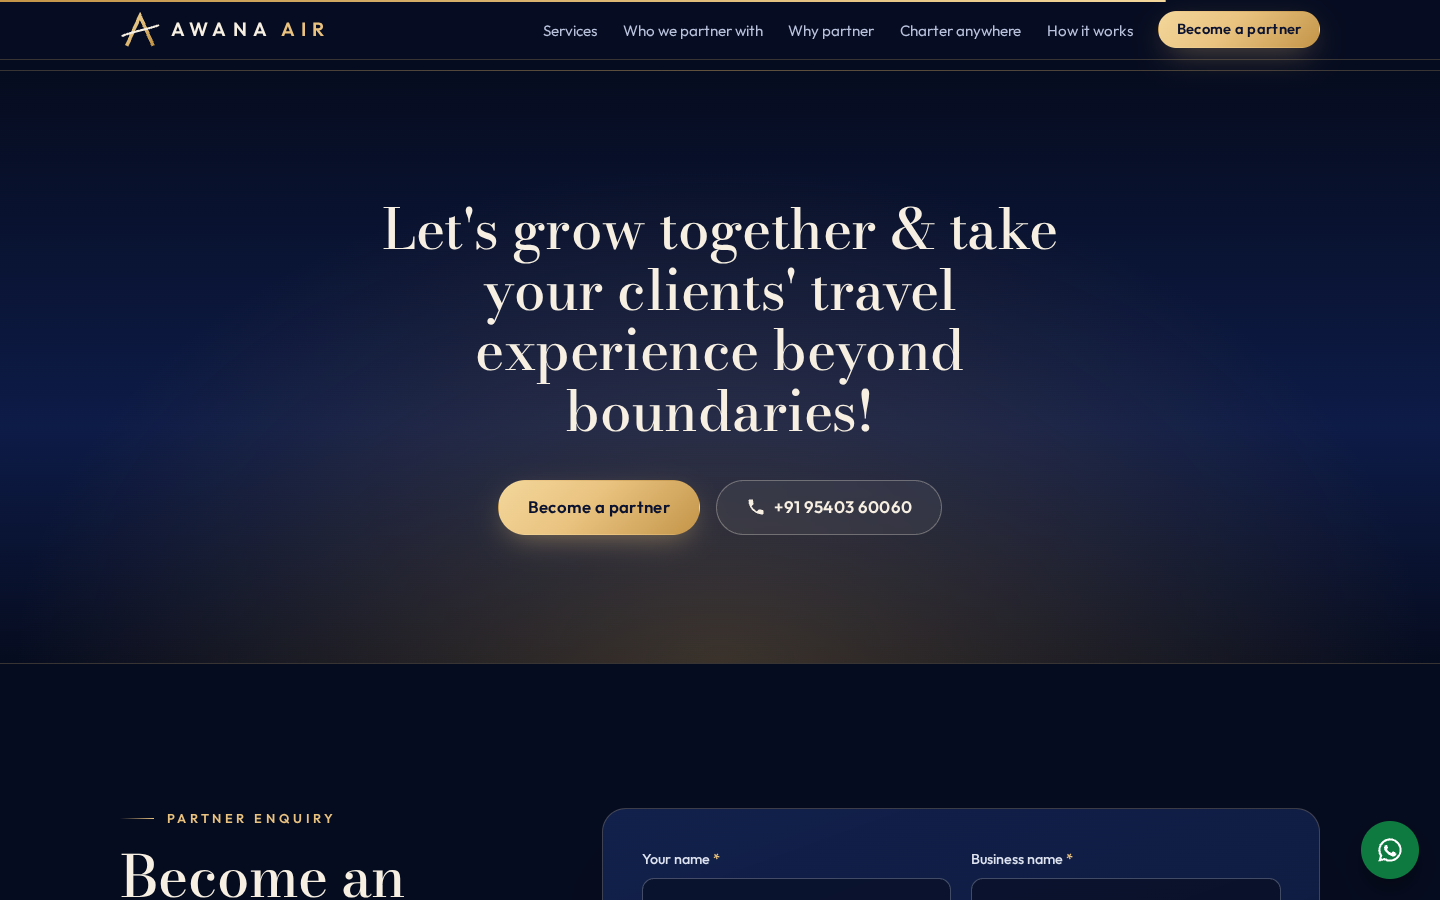 AWANA AIR
Services
Who we partner with
Why partner
Charter anywhere
How it works
Become a partner
Let's grow together & take
your clients' travel
experience beyond
boundaries!
Become a partner
+91 95403 60060
PARTNER ENQUIRY
Become an
Your name *
Business name *